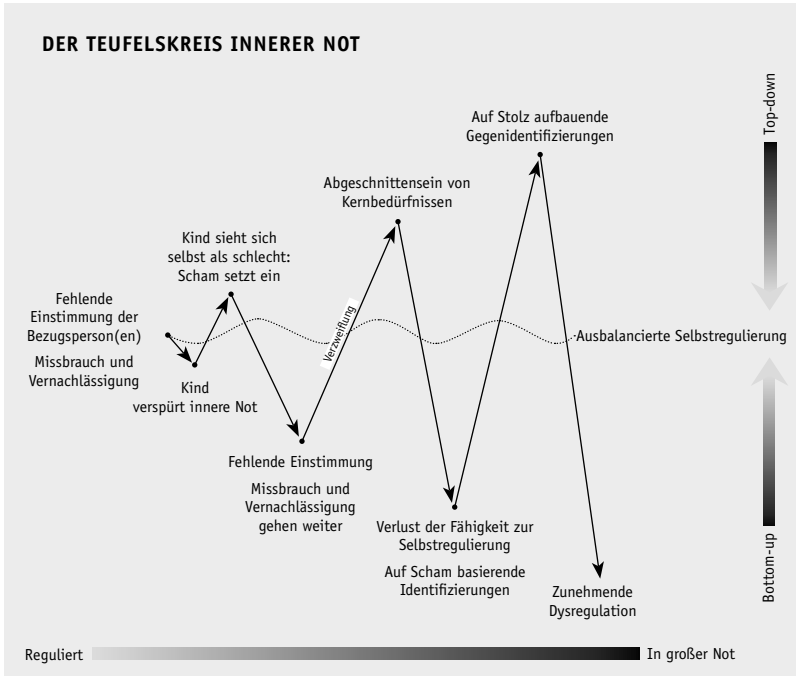 DER TEUFELSKREIS INNERER NOT
Top-down
Auf Stolz aufbauende
Gegenidentifizierungen
Abgeschnittensein von
Kernbedürfnissen
Kind sieht sich
selbst als schlecht:
Scham setzt ein
Fehlende
Einstimmung der
Bezugsperson(en)
Missbrauch und
Vernachlässigung
Kind
verspürt innere Not
Verzweiflung
Ausbalancierte Selbstregulierung
Fehlende Einstimmung
Missbrauch und
Vernachlässigung
gehen weiter
Verlust der Fähigkeit zur
Selbstregulierung
Auf Scham basierende
Identifizierungen
Zunehmende
Dysregulation
Bottom-up
Reguliert
In großer Not